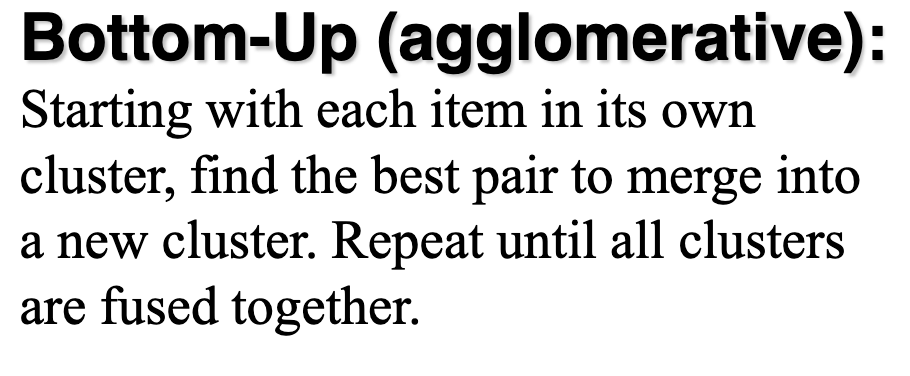 Bottom-Up (agglomerative):
Starting with each item in its own
cluster, find the best pair to merge into
a new cluster. Repeat until all clusters
are fused together.